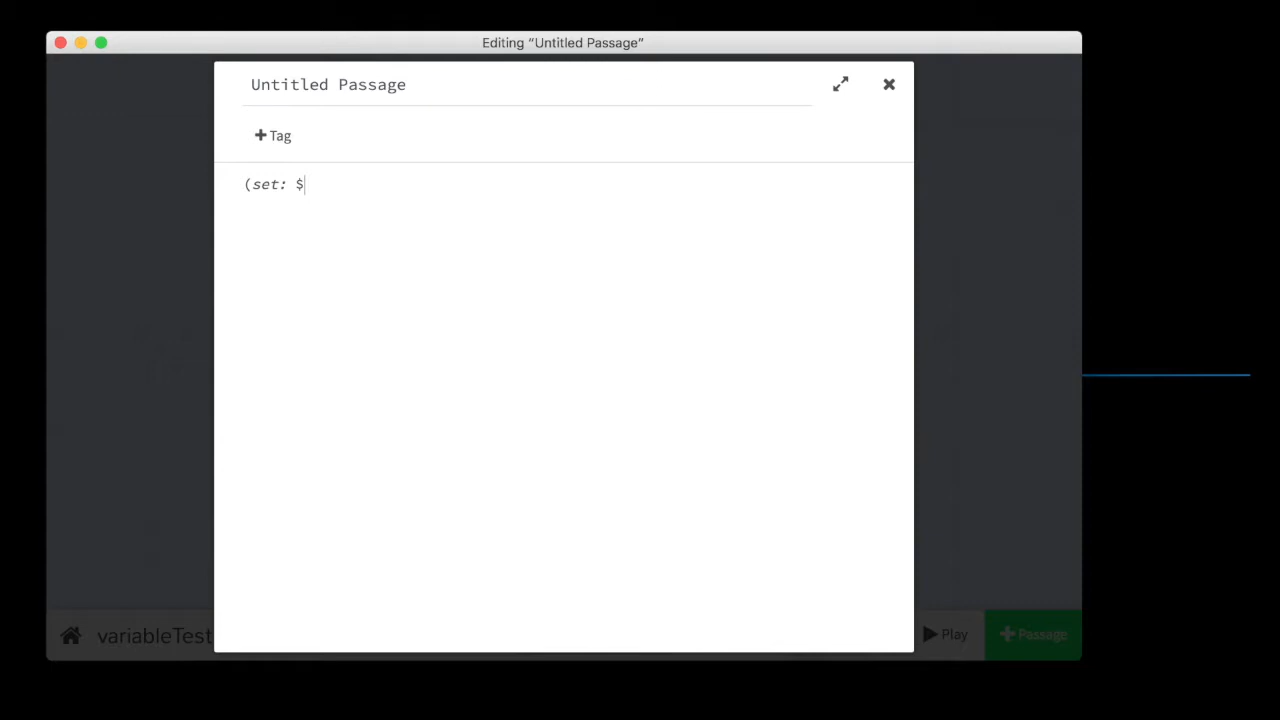 Editing “Untitled Passage”
Untitled Passage
+ Tag
(set: $
variableTest
Play
+ Passage